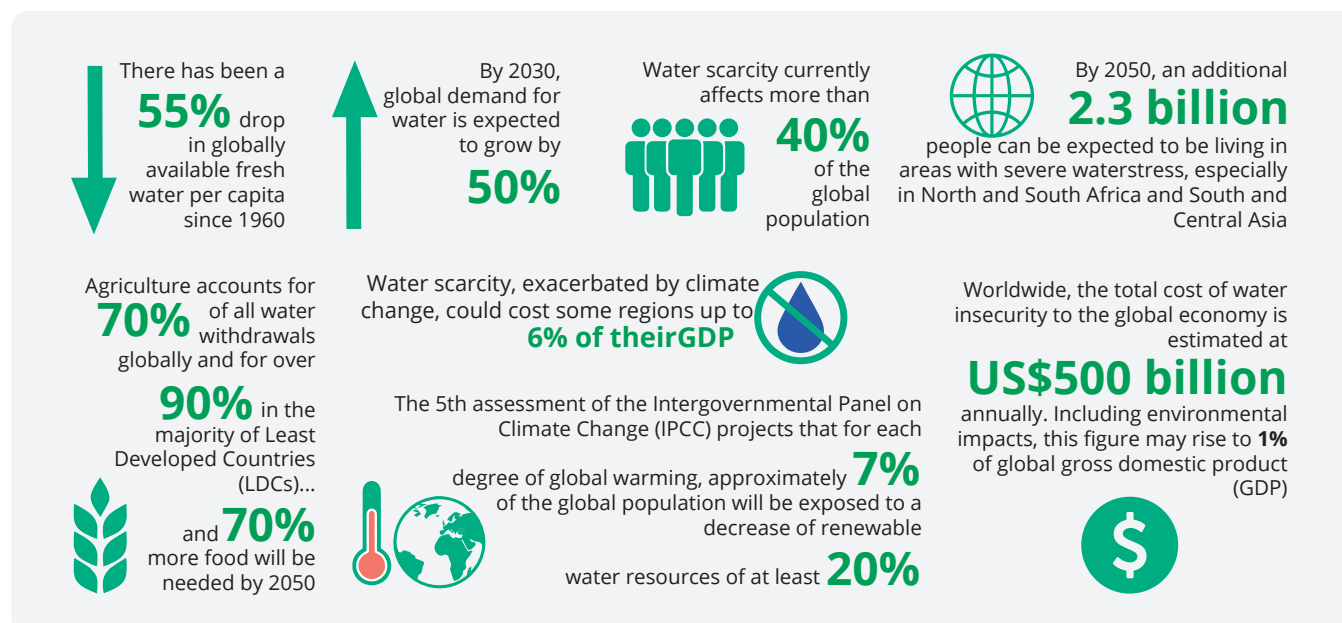 There has been a
55% drop
in globally
available fresh
water per capita
since 1960
By 2030,
global demand for
water is expected
to grow by
50%
Water scarcity currently
affects more than
40%
of the
global
population
By 2050, an additional
2.3 billion
people can be expected to be living in
areas with severe waterstress, especially
in North and South Africa and South and
Central Asia
Agriculture accounts for
70% of all water
withdrawals
globally and for over
90% in the
majority of Least
Developed Countries
(LDCs)...
and 70%
more food will be
needed by 2050
Water scarcity, exacerbated by climate
change, could cost some regions up to
6% of theirGDP
The 5th assessment of the Intergovernmental Panel on
Climate Change (IPCC) projects that for each
degree of global warming, approximately 7%
of the global population will be exposed to a
decrease of renewable
water resources of at least 20%
Worldwide, the total cost of water
insecurity to the global economy is
estimated at
US$500 billion
annually. Including environmental
impacts, this figure may rise to 1%
of global gross domestic product
(GDP)
$